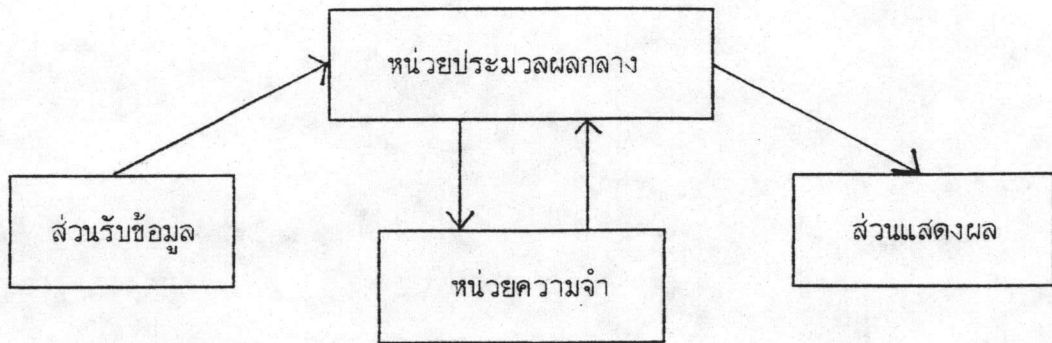 หน่วยประมวลผลกลาง
ส่วนรับข้อมูล
หน่วยความจำ
ส่วนแสดงผล